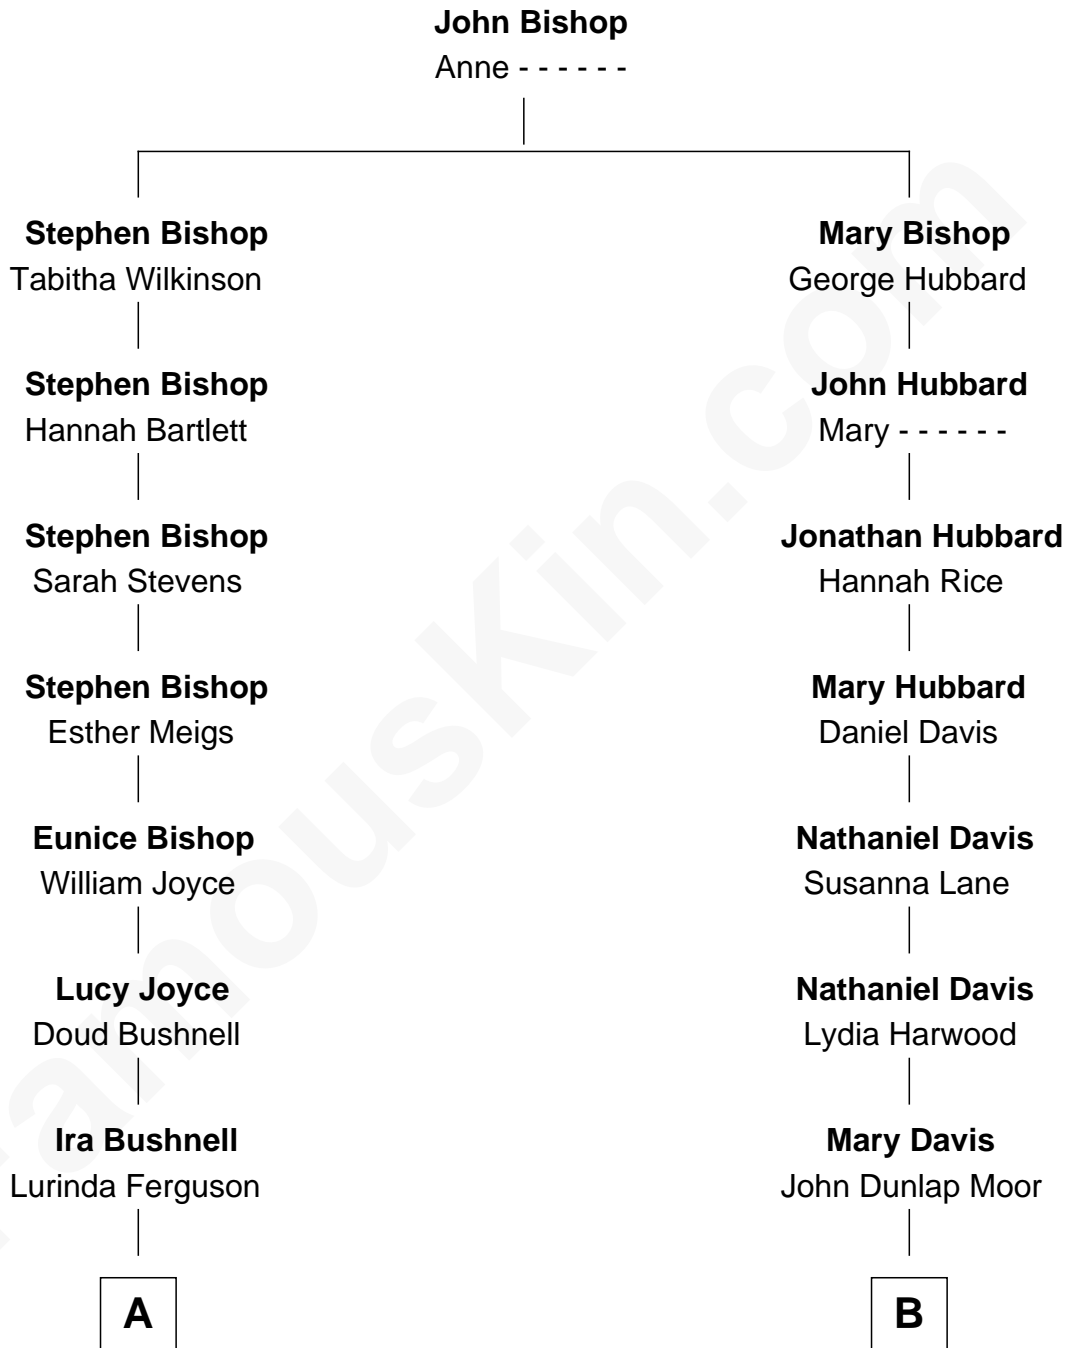 John Bishop
Anne - - - - - -
Stephen Bishop
Tabitha Wilkinson
Mary Bishop
George Hubbard
Stephen Bishop
Hannah Bartlett
John Hubbard
Mary - - - - - -
Stephen Bishop
Sarah Stevens
Jonathan Hubbard
Hannah Rice
Stephen Bishop
Esther Meigs
Mary Hubbard
Daniel Davis
Eunice Bishop
William Joyce
Nathaniel Davis
Susanna Lane
Lucy Joyce
Doud Bushnell
Nathaniel Davis
Lydia Harwood
Ira Bushnell
Lurinda Ferguson
Mary Davis
John Dunlap Moor
A
B
FamousKin.com